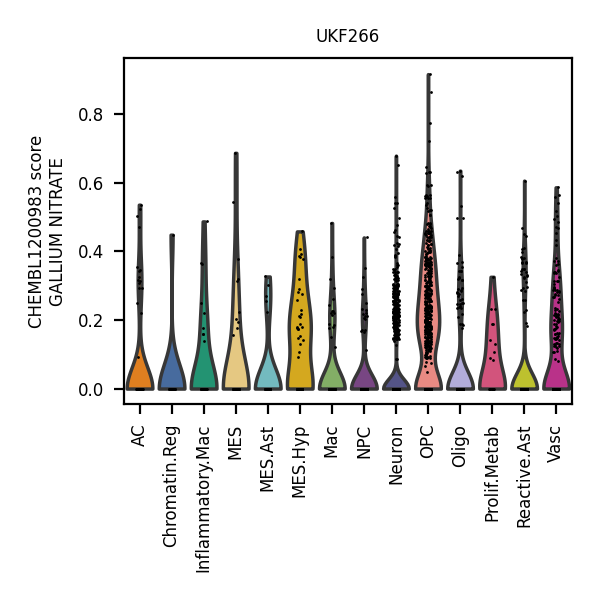 UKF266
CHEMBL1200983 score
GALLIUM NITRATE
0.8
0.6
0.4
0.2
0.0
AC
Chromatin.Reg
Inflammatory.Mac
MES
MES.Ast
MES.Hyp
Mac
NPC
Neuron
OPC
Oligo
Prolif.Metab
Reactive.Ast
Vasc